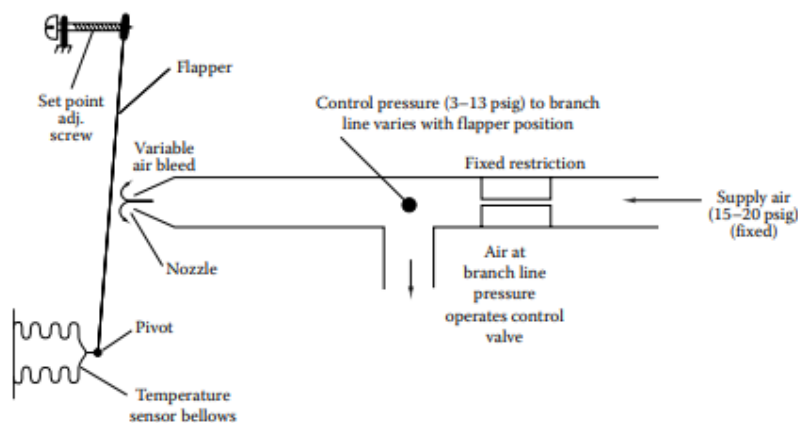 Flapper
Set point
adj.
screw
Control pressure (3–13 psig) to branch
line varies with flapper position
Variable
air bleed
Fixed restriction
Supply air
(15–20 psig)
(fixed)
Nozzle
Air at
branch line
pressure
operates control
valve
Pivot
Temperature
sensor bellows